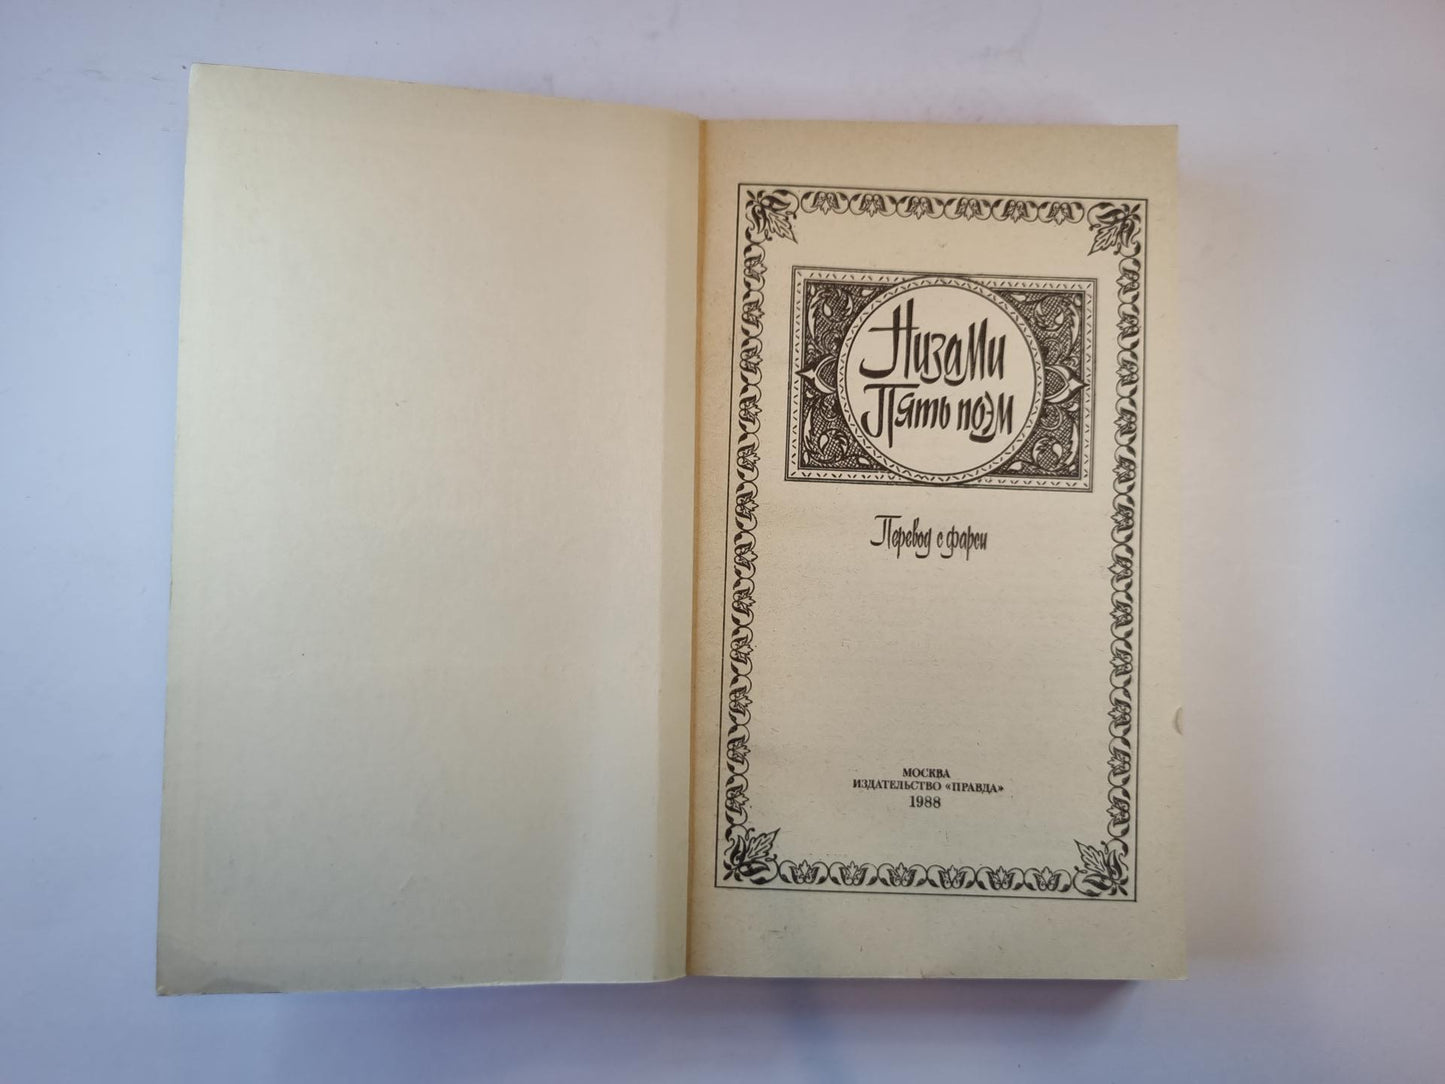 Низами
Пять поэм
Перевод с фарси
МОСКВА
ИЗДАТЕЛЬСТВО «ПРАВДА»
1988